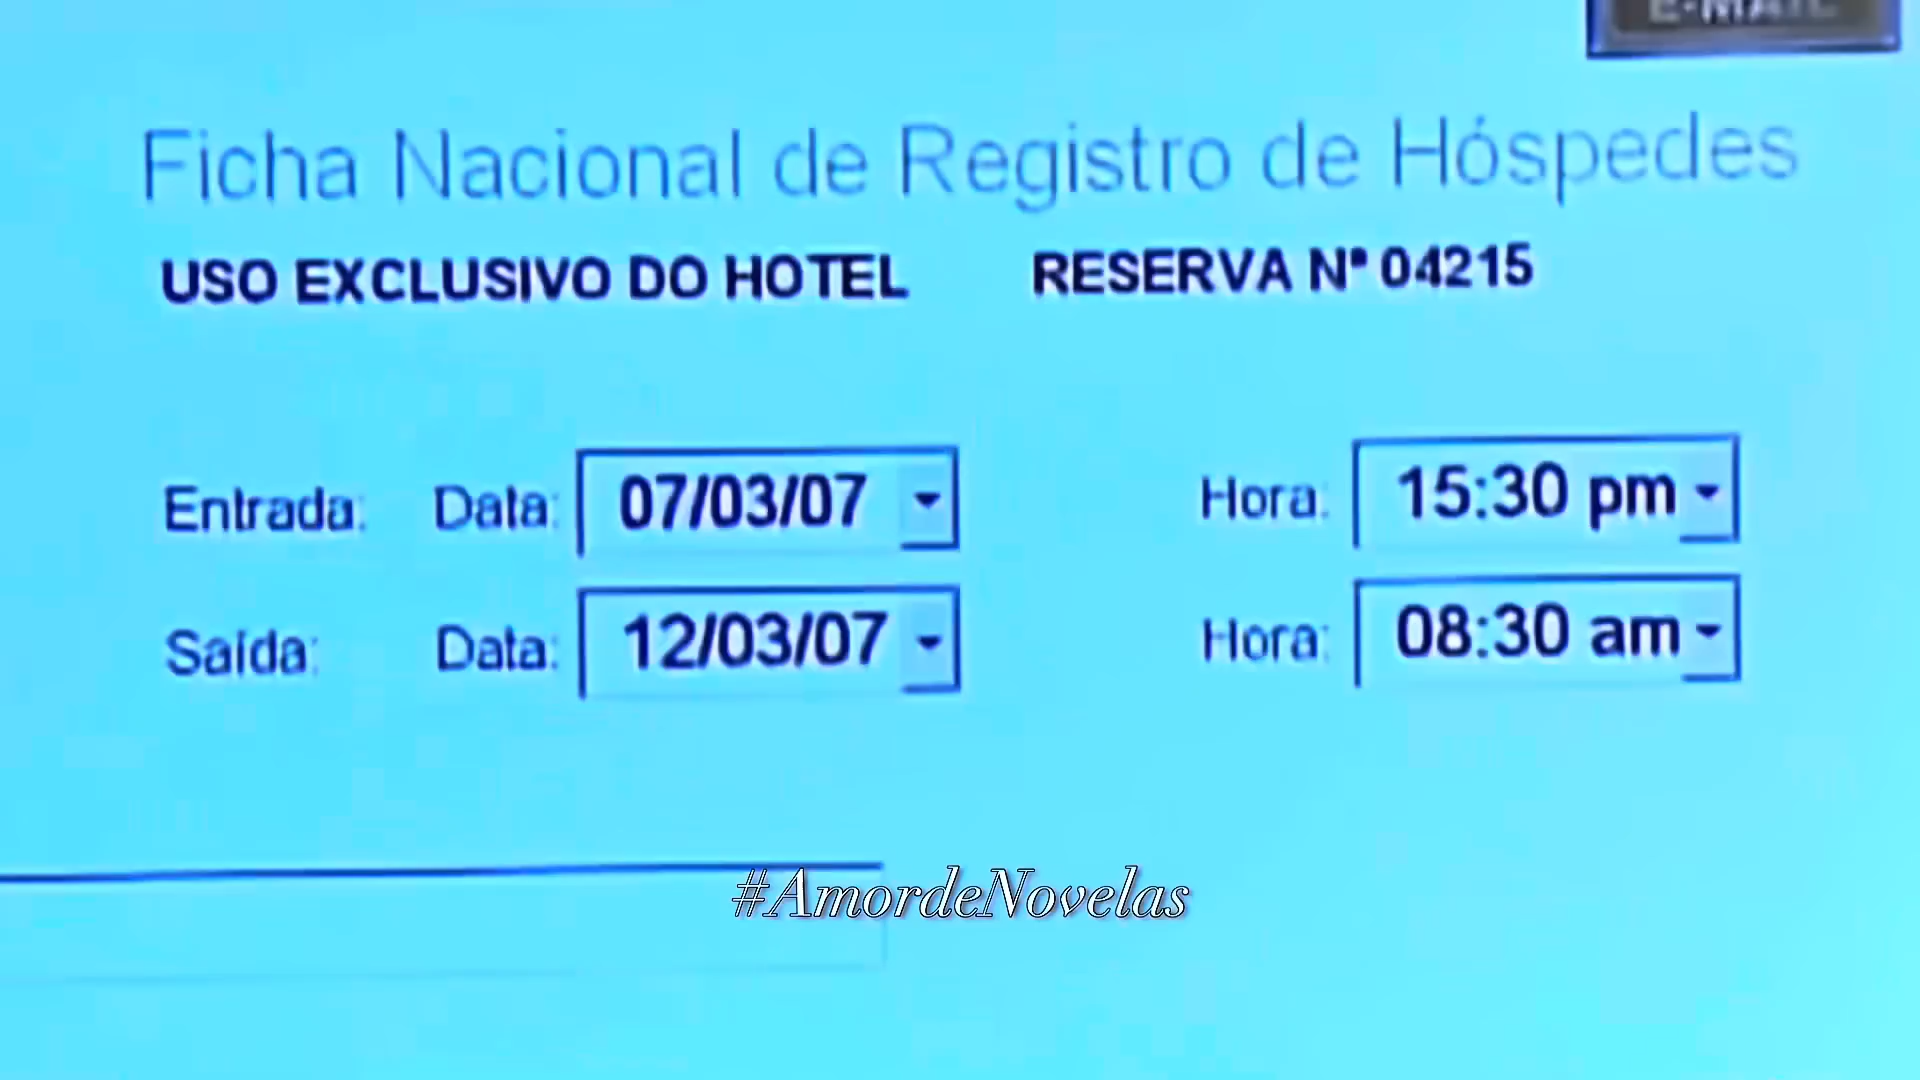 E-MAIL
Ficha Nacional de Registro de Hóspedes
USO EXCLUSIVO DO HOTEL RESERVA Nº 04215
Entrada: Data: 07/03/07 Hora: 15:30 pm
Saída: Data: 12/03/07 Hora: 08:30 am
#AmordeNovelas